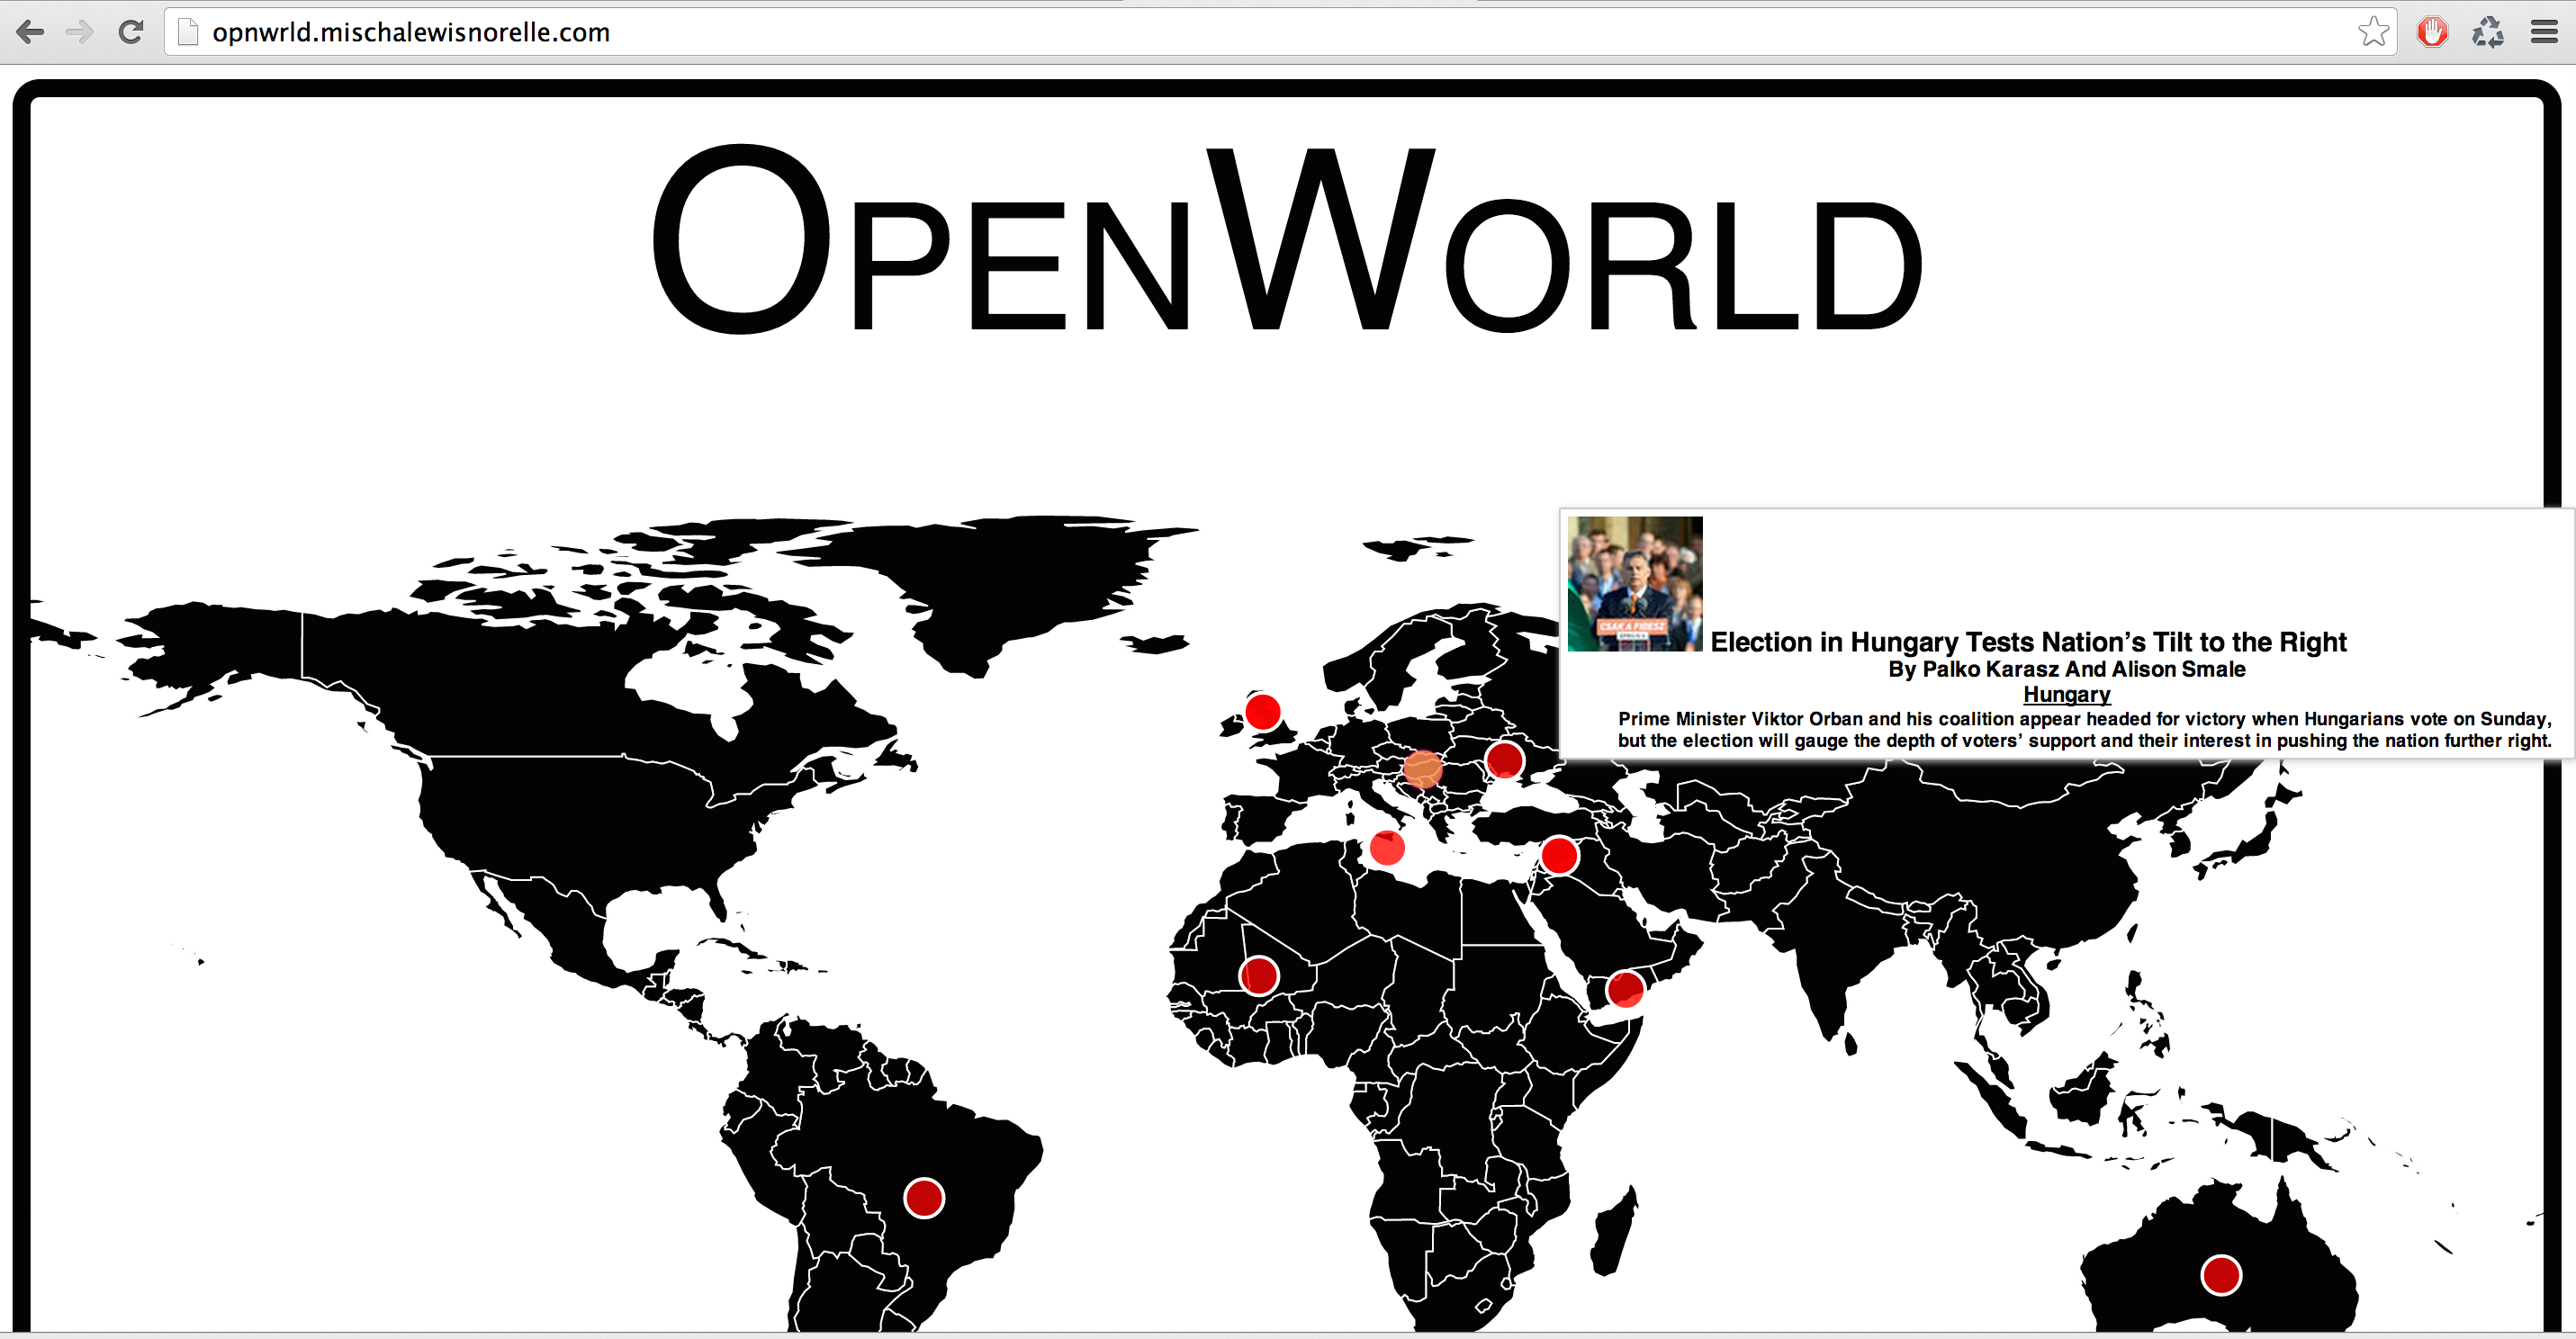 opnwrld.mischalewisnorelle.com
OpenWorld
CSAK A FIDESZ
Election in Hungary Tests Nation’s Tilt to the Right
By Palko Karasz And Alison Smale
Hungary
Prime Minister Viktor Orban and his coalition appear headed for victory when Hungarians vote on Sunday,
but the election will gauge the depth of voters’ support and their interest in pushing the nation further right.